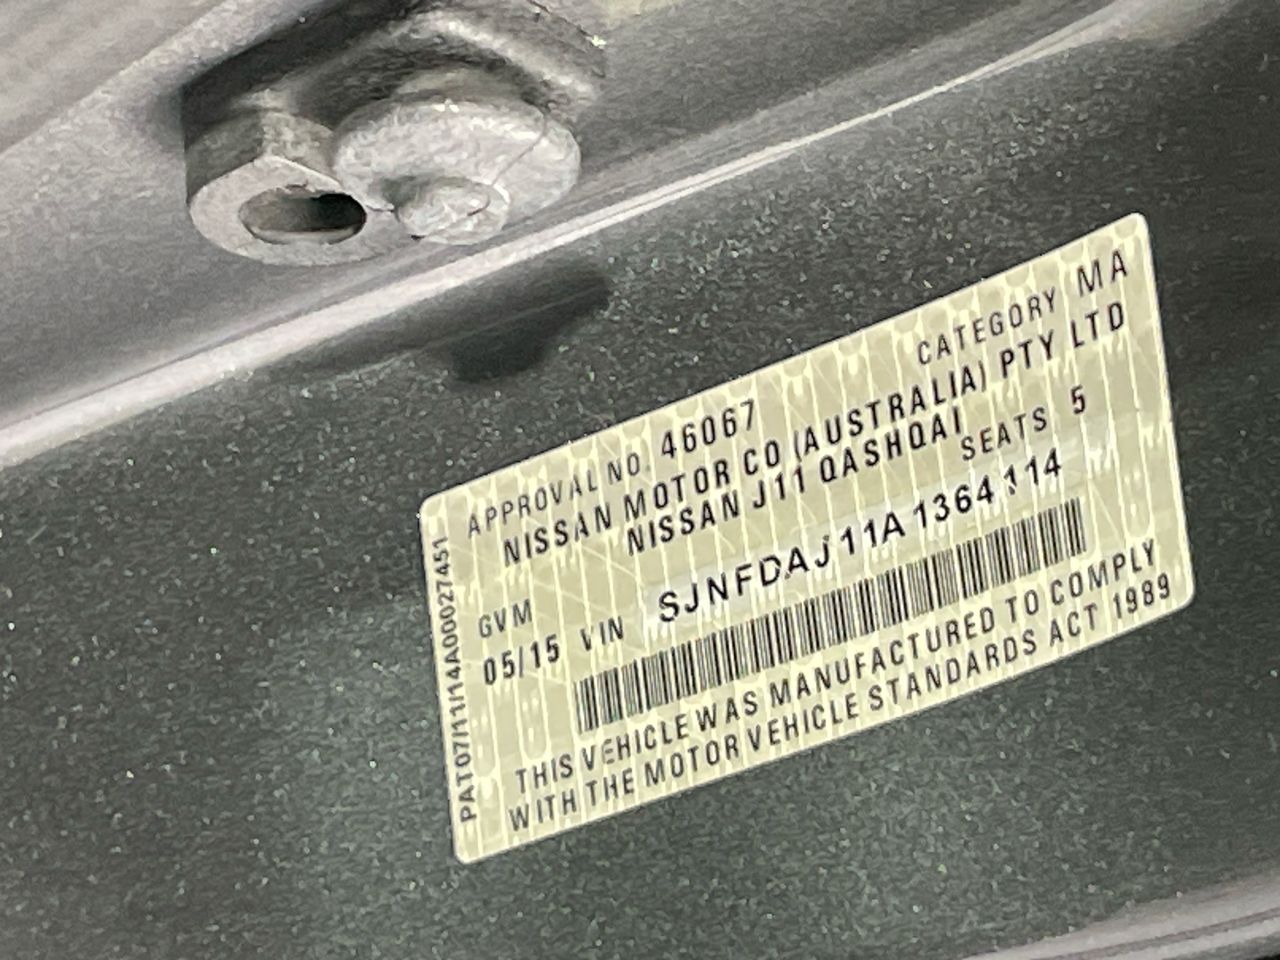 APPROVAL NO. 46067 CATEGORY MA
NISSAN MOTOR CO (AUSTRALIA) PTY LTD
NISSAN J11 QASHQAI
SEATS 5
GVM
05/15 VIN SJNFDAJ11A1364114
THIS VEHICLE WAS MANUFACTURED TO COMPLY
WITH THE MOTOR VEHICLE STANDARDS ACT 1989
PAT07/11/14A00027451